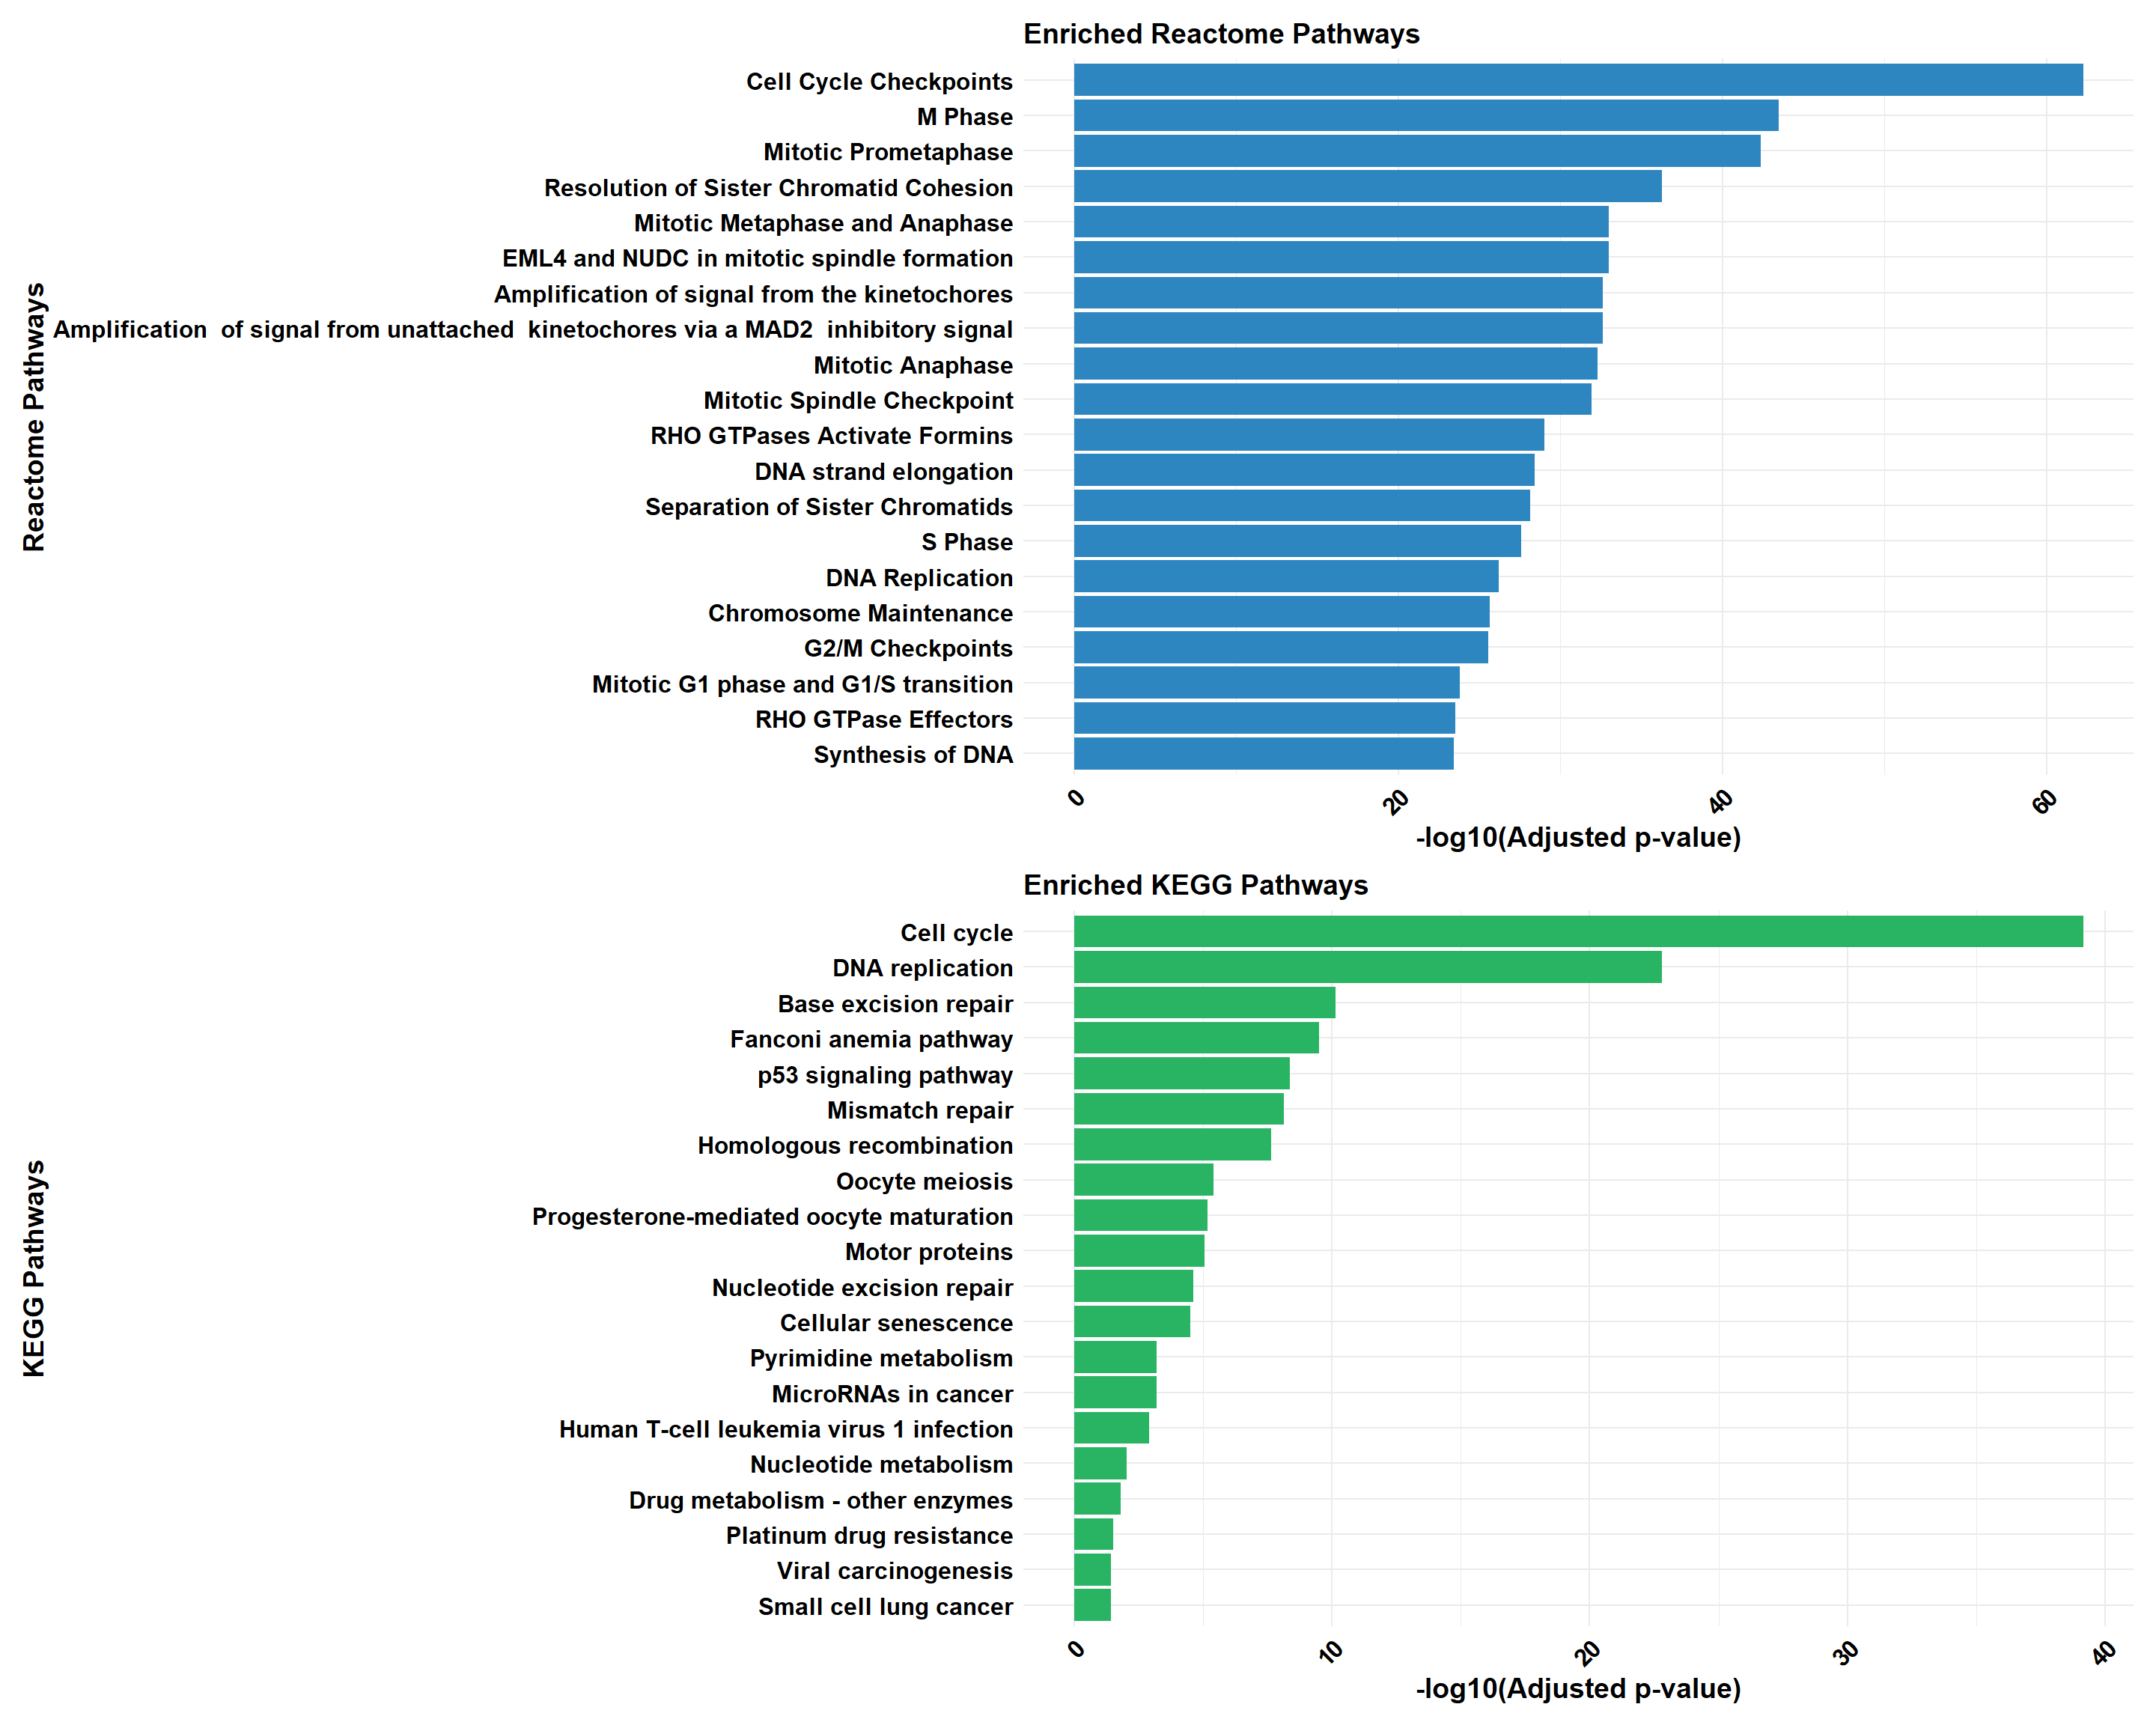 Enriched Reactome Pathways
Reactome Pathways
Cell Cycle Checkpoints
M Phase
Mitotic Prometaphase
Resolution of Sister Chromatid Cohesion
Mitotic Metaphase and Anaphase
EML4 and NUDC in mitotic spindle formation
Amplification of signal from the kinetochores
Amplification  of signal from unattached  kinetochores via a MAD2  inhibitory signal
Mitotic Anaphase
Mitotic Spindle Checkpoint
RHO GTPases Activate Formins
DNA strand elongation
Separation of Sister Chromatids
S Phase
DNA Replication
Chromosome Maintenance
G2/M Checkpoints
Mitotic G1 phase and G1/S transition
RHO GTPase Effectors
Synthesis of DNA
0 20 40 60
-log10(Adjusted p-value)
Enriched KEGG Pathways
KEGG Pathways
Cell cycle
DNA replication
Base excision repair
Fanconi anemia pathway
p53 signaling pathway
Mismatch repair
Homologous recombination
Oocyte meiosis
Progesterone-mediated oocyte maturation
Motor proteins
Nucleotide excision repair
Cellular senescence
Pyrimidine metabolism
MicroRNAs in cancer
Human T-cell leukemia virus 1 infection
Nucleotide metabolism
Drug metabolism - other enzymes
Platinum drug resistance
Viral carcinogenesis
Small cell lung cancer
0 10 20 30 40
-log10(Adjusted p-value)